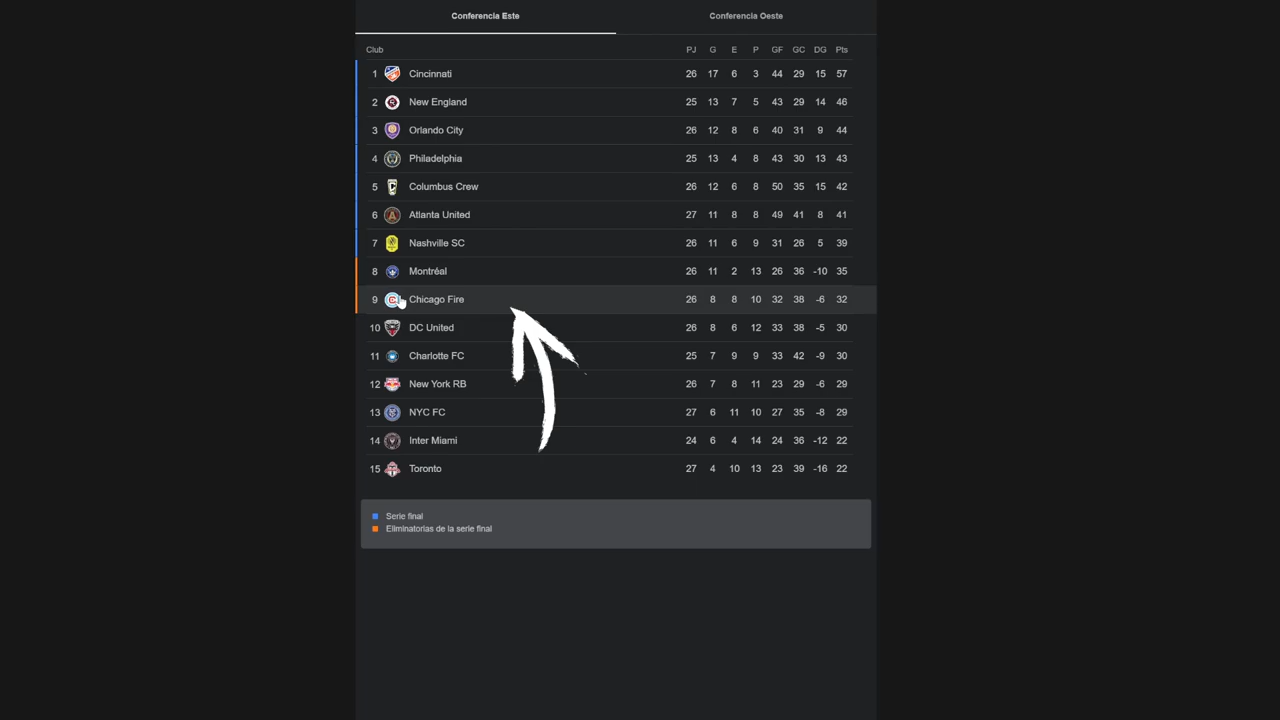 Conferencia Este Conferencia Oeste
Club PJ G E P GF GC DG Pts
1 Cincinnati 26 17 6 3 44 29 15 57
2 New England 25 13 7 5 43 29 14 46
3 Orlando City 26 12 8 6 40 31 9 44
4 Philadelphia 25 13 4 8 43 30 13 43
5 Columbus Crew 26 12 6 8 50 35 15 42
6 Atlanta United 27 11 8 8 49 41 8 41
7 Nashville SC 26 11 6 9 31 26 5 39
8 Montréal 26 11 2 13 26 36 -10 35
9 Chicago Fire 26 8 8 10 32 38 -6 32
10 DC United 26 8 6 12 33 38 -5 30
11 Charlotte FC 25 7 9 9 33 42 -9 30
12 New York RB 26 7 8 11 23 29 -6 29
13 NYC FC 27 6 11 10 27 35 -8 29
14 Inter Miami 24 6 4 14 24 36 -12 22
15 Toronto 27 4 10 13 23 39 -16 22
Serie final
Eliminatorias de la serie final